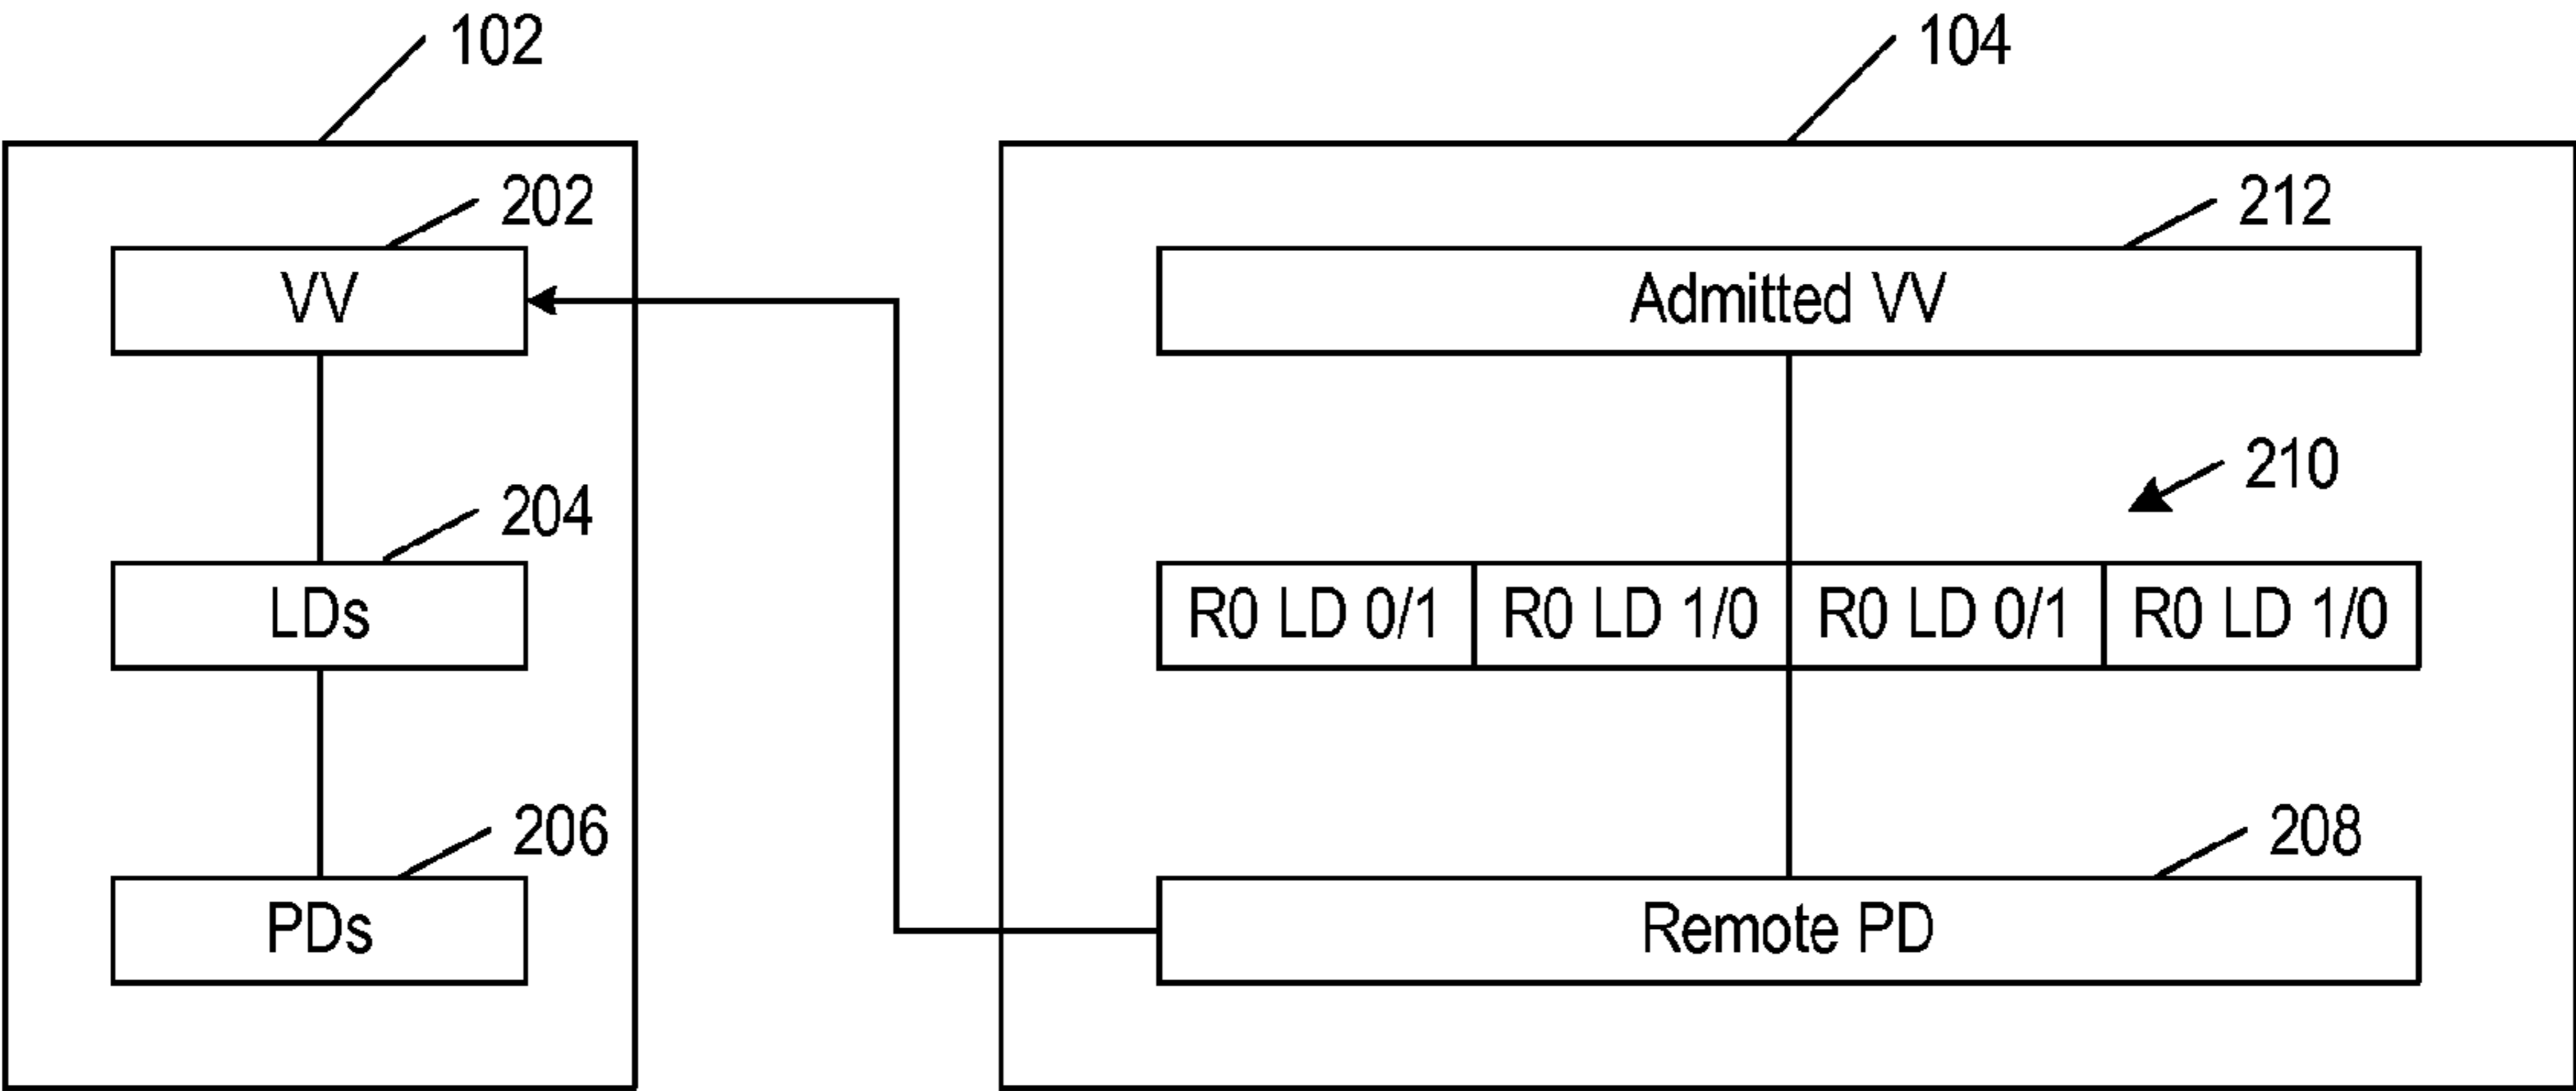 102
104
202
VV
212
Admitted VV
204
LDs
210
R0 LD 0/1 R0 LD 1/0 R0 LD 0/1 R0 LD 1/0
206
PDs
208
Remote PD